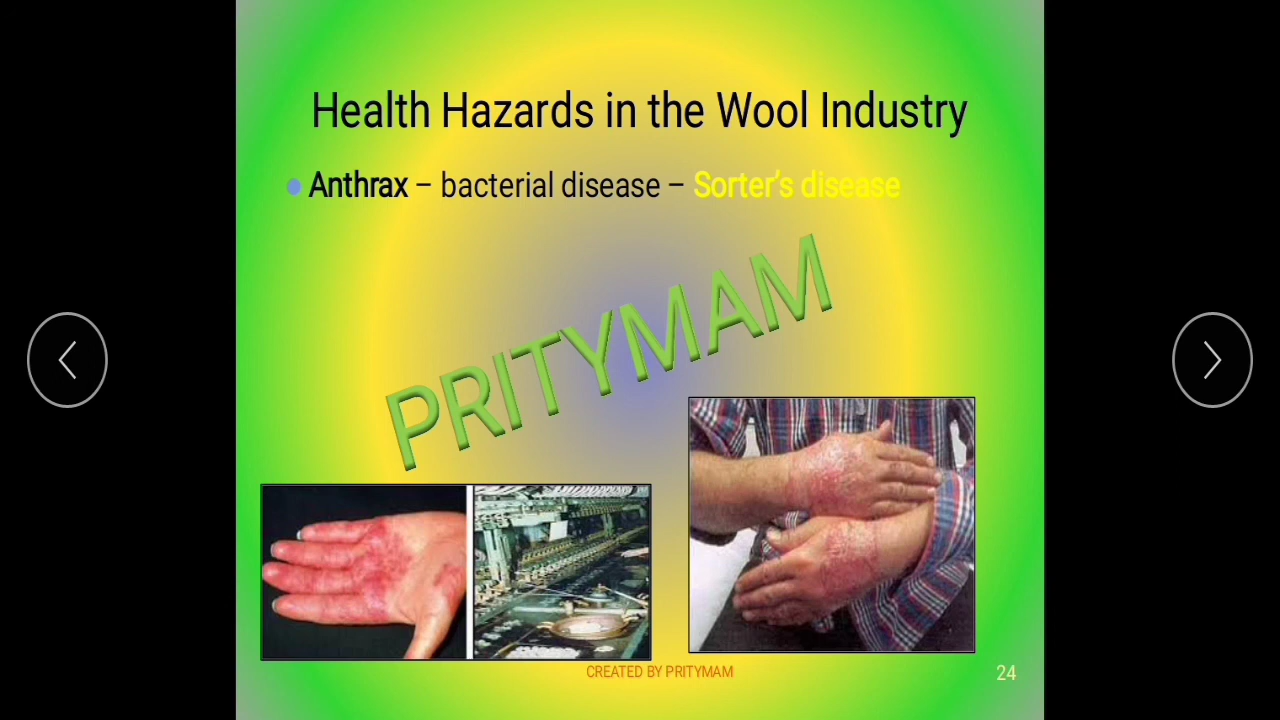 Health Hazards in the Wool Industry
Anthrax – bacterial disease – Sorter's disease
PRITYMAM
CREATED BY PRITYMAM
24